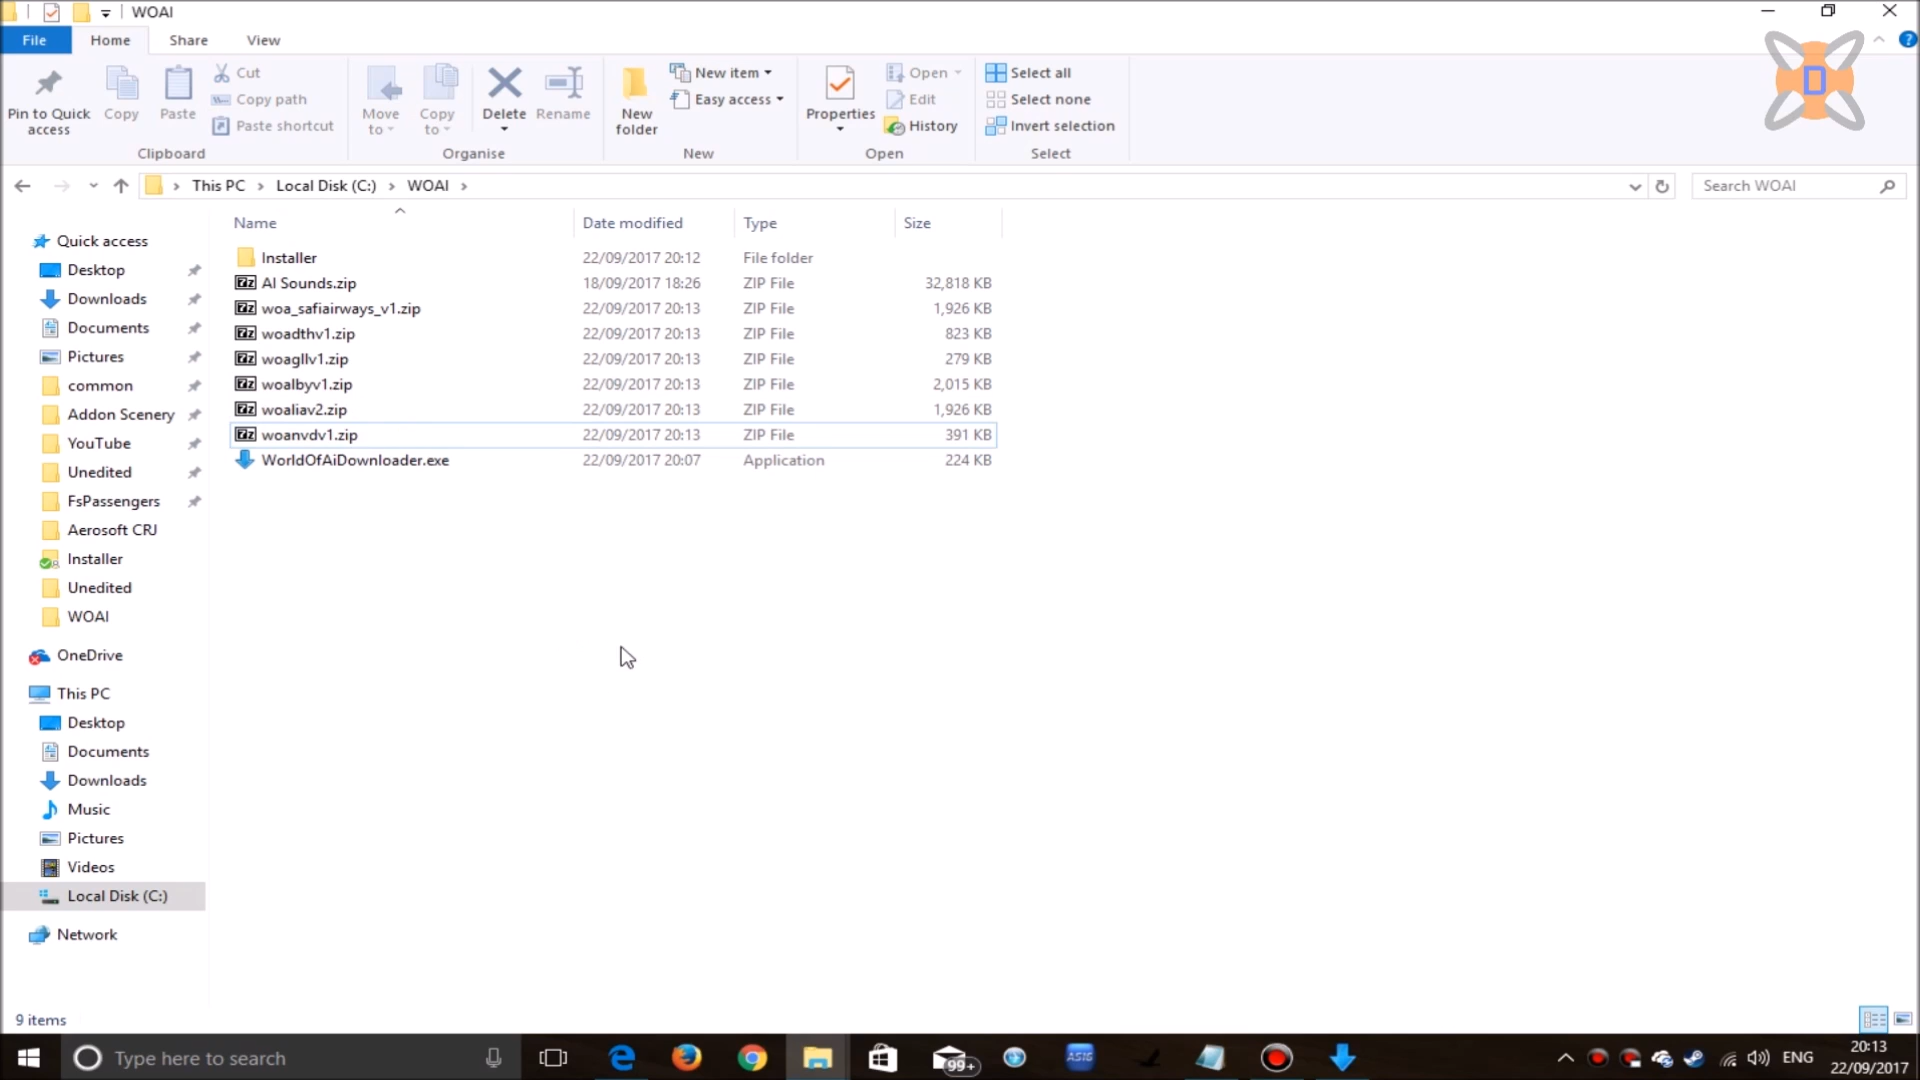 WOAI
File Home Share View
Pin to Quick access
Copy
Paste
Cut
Copy path
Paste shortcut
Clipboard
Move to
Copy to
Delete
Rename
Organise
New folder
New item
Easy access
New
Properties
Open
Edit
History
Open
Select all
Select none
Invert selection
Select
D
This PC > Local Disk (C:) > WOAI >
Search WOAI
Name Date modified Type Size
Installer 22/09/2017 20:12 File folder
AI Sounds.zip 18/09/2017 18:26 ZIP File 32,818 KB
woa_safiairways_v1.zip 22/09/2017 20:13 ZIP File 1,926 KB
woadthv1.zip 22/09/2017 20:13 ZIP File 823 KB
woagllv1.zip 22/09/2017 20:13 ZIP File 279 KB
woalbyv1.zip 22/09/2017 20:13 ZIP File 2,015 KB
woaliav2.zip 22/09/2017 20:13 ZIP File 1,926 KB
woanvdv1.zip 22/09/2017 20:13 ZIP File 391 KB
WorldOfAiDownloader.exe 22/09/2017 20:07 Application 224 KB
Quick access
Desktop
Downloads
Documents
Pictures
common
Addon Scenery
YouTube
Unedited
FsPassengers
Aerosoft CRJ
Installer
Unedited
WOAI
OneDrive
This PC
Desktop
Documents
Downloads
Music
Pictures
Videos
Local Disk (C:)
Network
9 items
Type here to search
99+
AS16
ENG
20:13
22/09/2017